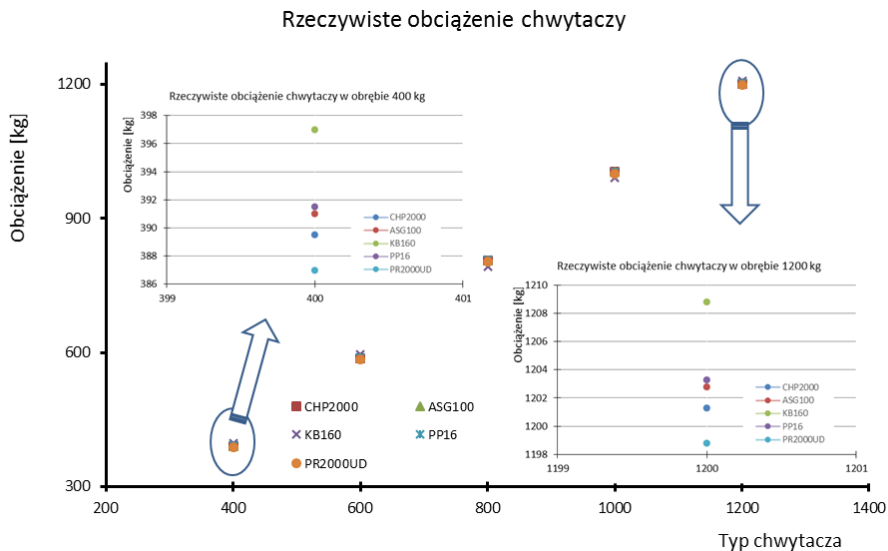 Rzeczywiste obciążenie chwytaczy
Obciążenie [kg]
1200
900
600
300
200
400
600
800
1000
1200
1400
Typ chwytacza
Rzeczywiste obciążenie chwytaczy w obrębie 400 kg
Obciążenie [kg]
398
396
394
392
390
388
386
399
400
401
CHP2000
ASG100
KB160
PP16
PR2000UD
Rzeczywiste obciążenie chwytaczy w obrębie 1200 kg
Obciążenie [kg]
1210
1208
1206
1204
1202
1200
1198
1199
1200
1201
CHP2000
ASG100
KB160
PP16
PR2000UD
CHP2000
ASG100
KB160
PP16
PR2000UD